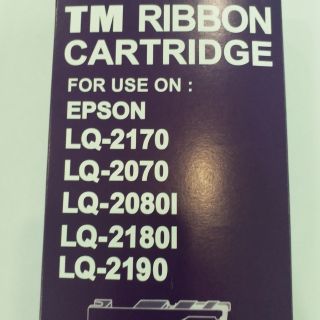 TM RIBBON
CARTRIDGE
FOR USE ON :
EPSON
LQ-2170
LQ-2070
LQ-2080I
LQ-2180I
LQ-2190